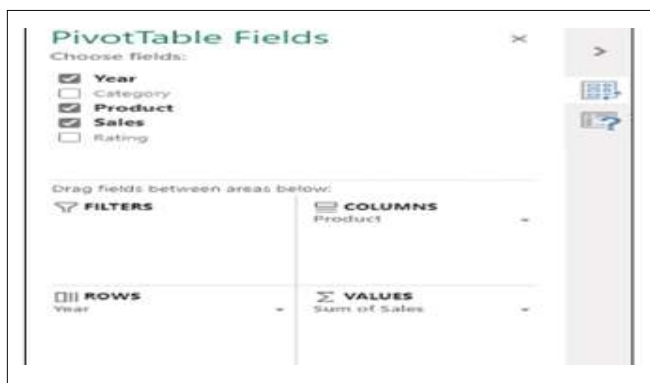 PivotTable Fields
Choose fields:
Year
Category
Product
Sales
Rating
Drag fields between areas below:
FILTERS
COLUMNS
Product
ROWS
Year
VALUES
Sum of Sales